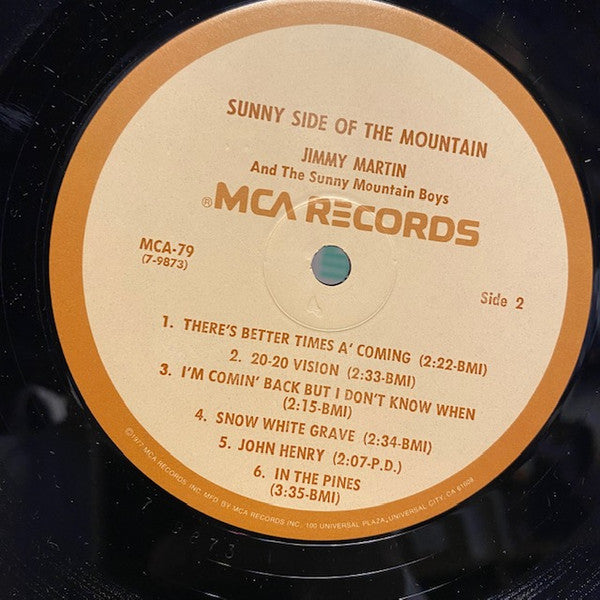 SUNNY SIDE OF THE MOUNTAIN
JIMMY MARTIN
And The Sunny Mountain Boys
®MCA RECORDS
MCA-79
(7-9873)
Side 2
1. THERE'S BETTER TIMES A' COMING (2:22-BMI)
2. 20-20 VISION (2:33-BMI)
3. I'M COMIN' BACK BUT I DON'T KNOW WHEN
(2:15-BMI)
4. SNOW WHITE GRAVE (2:34-BMI)
5. JOHN HENRY (2:07-P.D.)
6. IN THE PINES
(3:35-BMI)
MCA RECORDS, INC. MFG. BY MCA RECORDS INC. 100 UNIVERSAL PLAZA, UNIVERSAL CITY, CA 91608